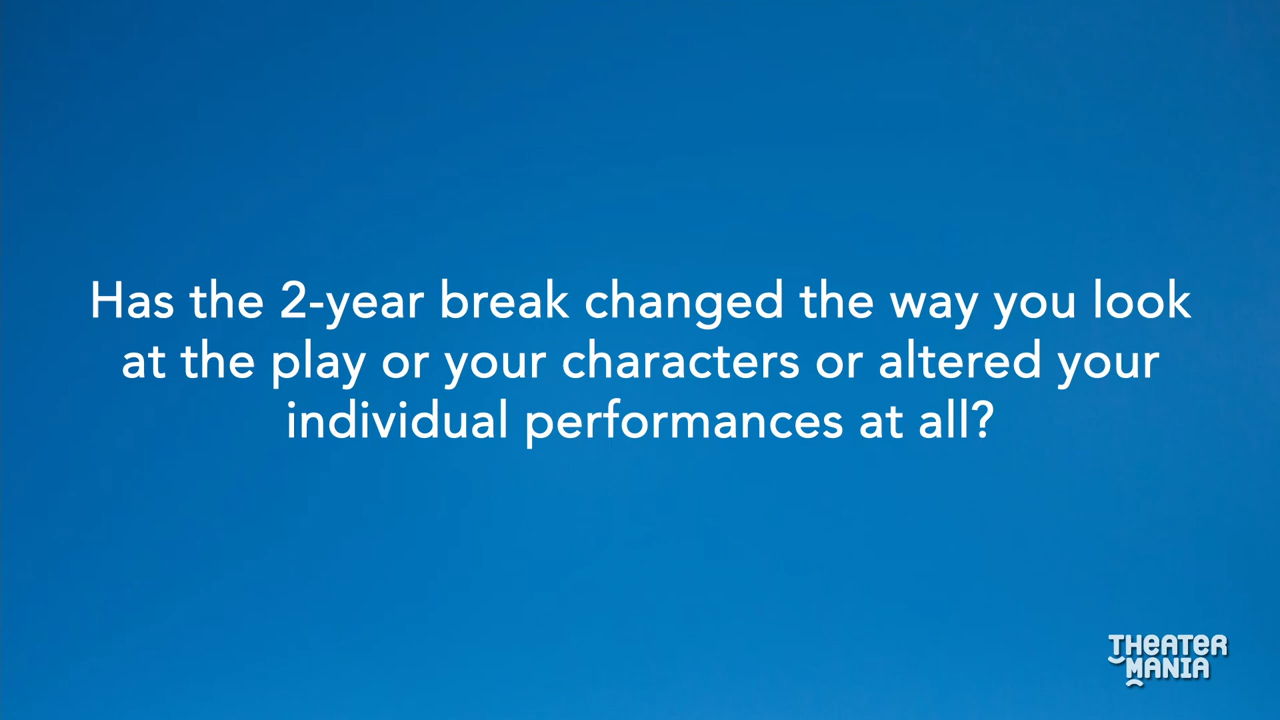 Has the 2-year break changed the way you look
at the play or your characters or altered your
individual performances at all?
THEATER
MANIA